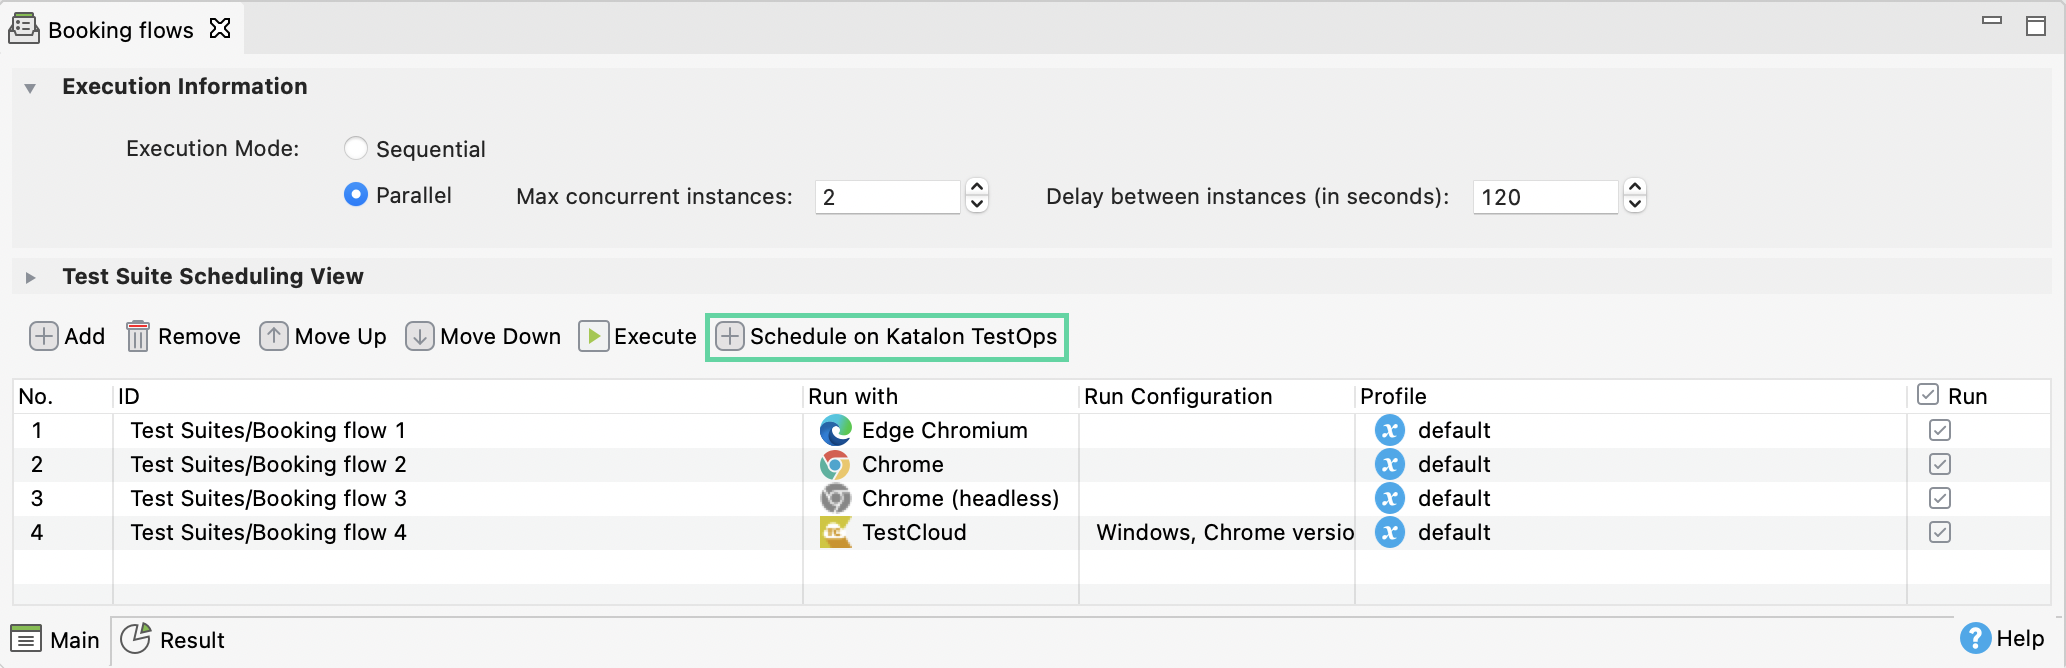 Booking flows
Execution Information
Execution Mode: Sequential
Parallel Max concurrent instances: 2 Delay between instances (in seconds): 120
Test Suite Scheduling View
Add Remove Move Up Move Down Execute Schedule on Katalon TestOps
No. ID Run with Run Configuration Profile Run
1 Test Suites/Booking flow 1 Edge Chromium default
2 Test Suites/Booking flow 2 Chrome default
3 Test Suites/Booking flow 3 Chrome (headless) default
4 Test Suites/Booking flow 4 TestCloud Windows, Chrome versio default
Main Result Help